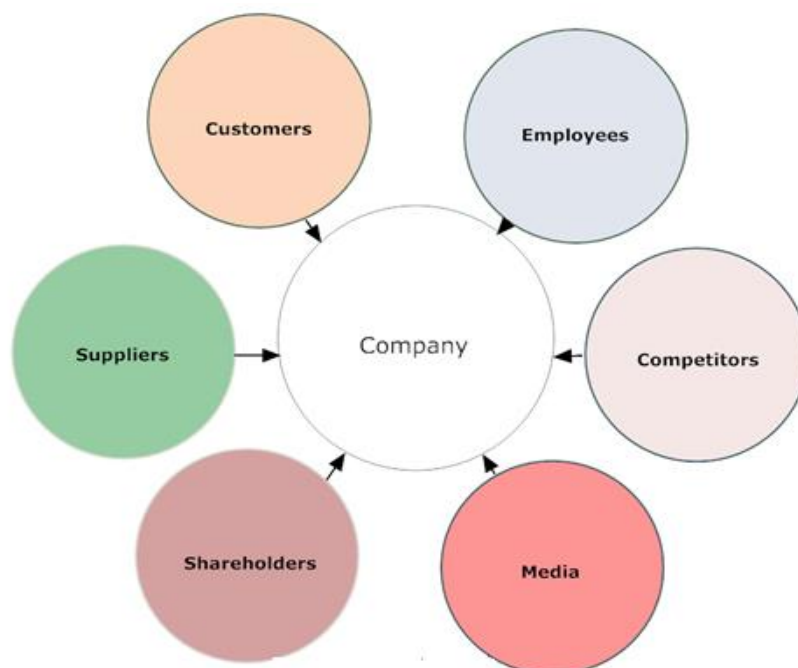 Customers
Employees
Suppliers
Company
Competitors
Shareholders
Media